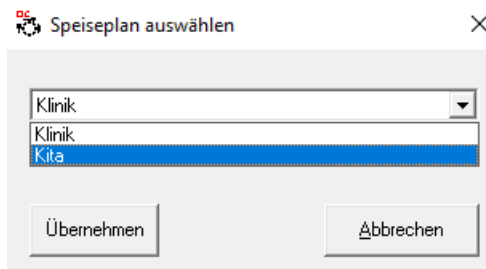 Speiseplan auswählen
Klinik
Klinik
Kita
Übernehmen
Abbrechen